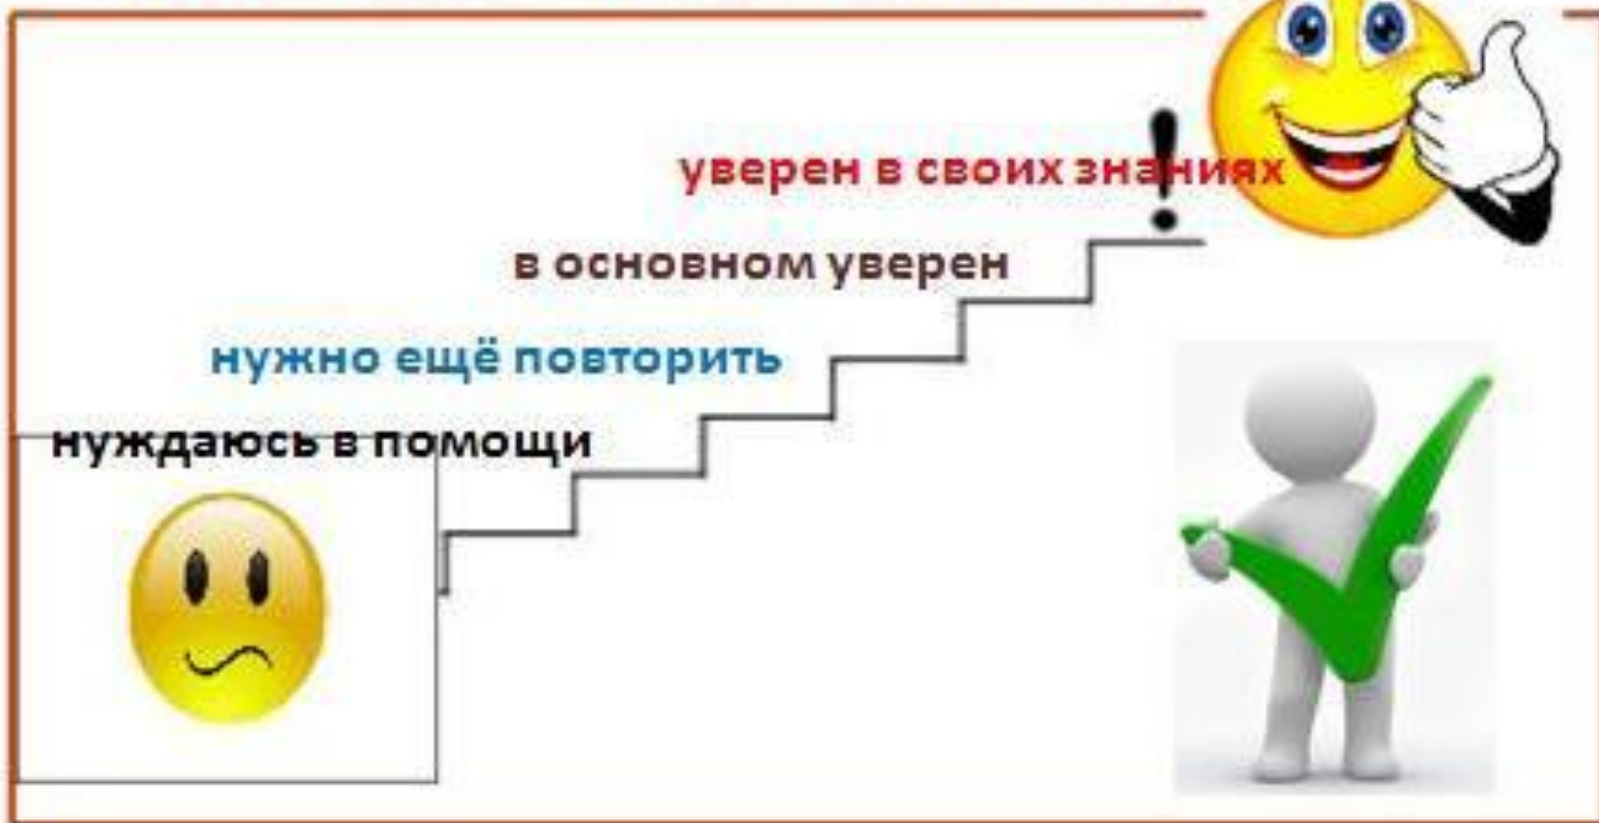 уверен в своих знаниях!
в основном уверен
нужно ещё повторить
нуждаюсь в помощи